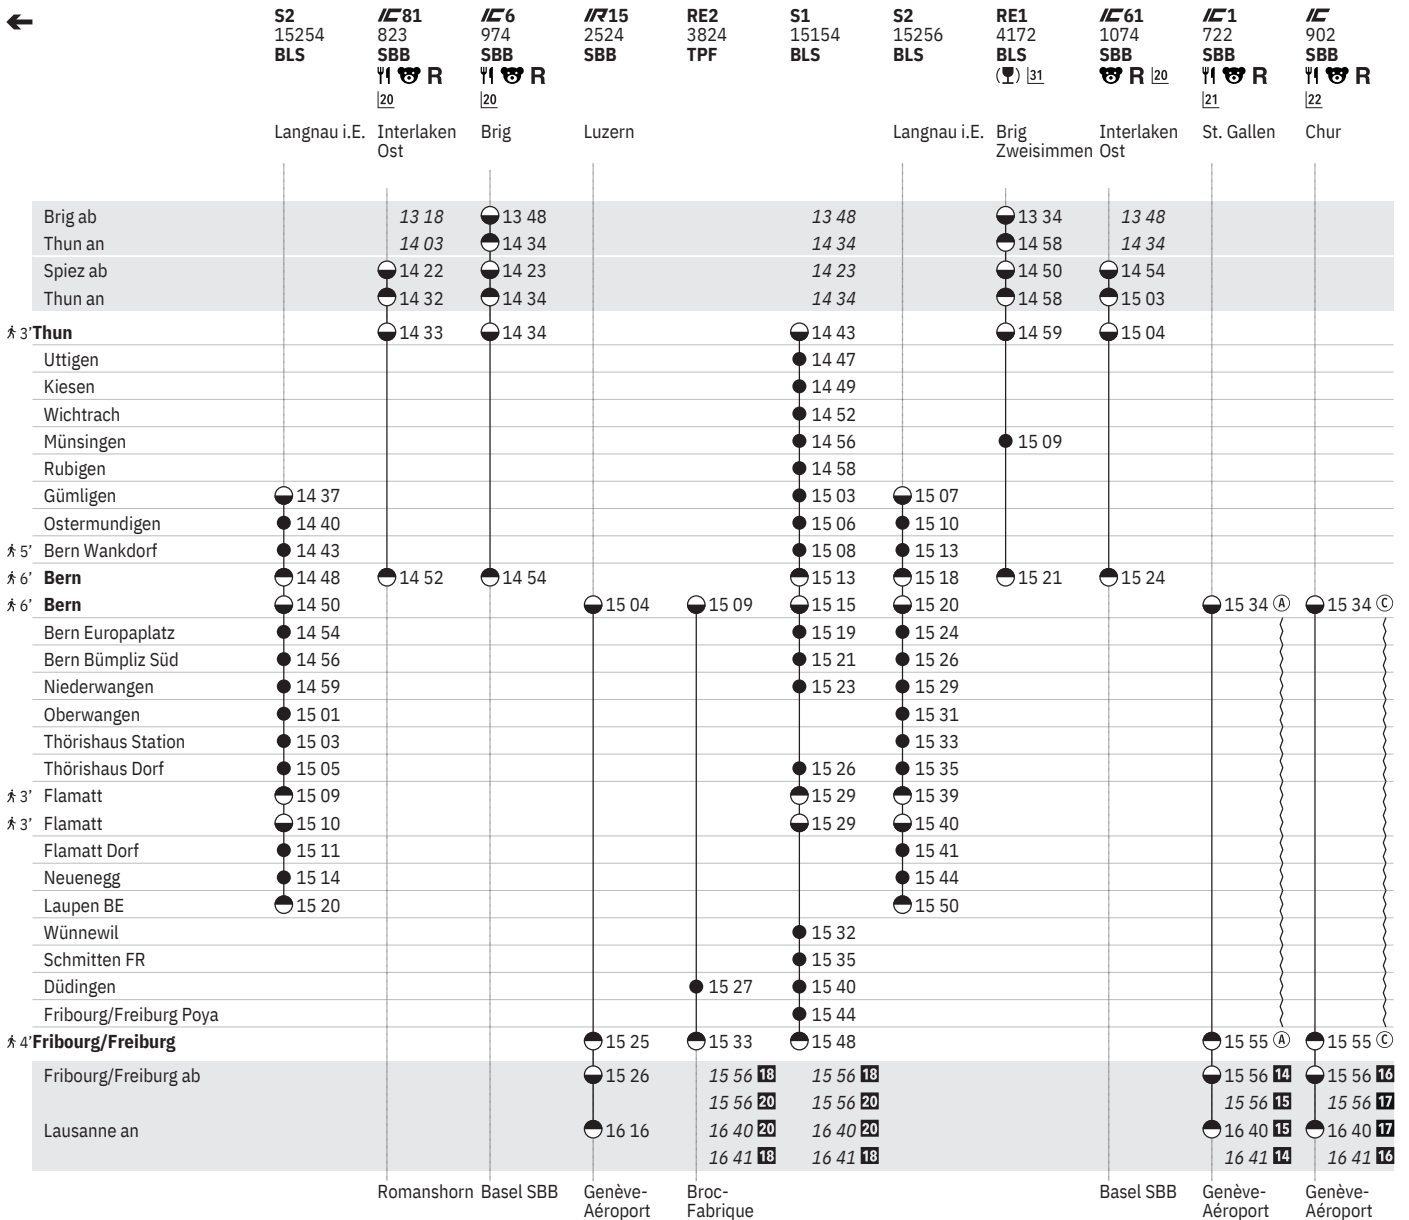 S2 IC81 IC6 IR15 RE2 S1 S2 RE1 IC61 IC1 IC
15254 823 974 2524 3824 15154 15256 4172 1074 722 902
BLS SBB SBB SBB TPF BLS BLS BLS SBB SBB SBB
R R 31 R 20 R R
20 20 21 22
Langnau i.E. Interlaken Brig Luzern Langnau i.E. Brig Interlaken St. Gallen Chur
Ost Zweisimmen Ost
Brig ab 13 18 13 48 13 48 13 34 13 48
Thun an 14 03 14 34 14 34 14 58 14 34
Spiez ab 14 22 14 23 14 23 14 50 14 54
Thun an 14 32 14 34 14 34 14 58 15 03
3' Thun 14 33 14 34 14 43 14 59 15 04
Uttigen 14 47
Kiesen 14 49
Wichtrach 14 52
Münsingen 14 56 15 09
Rubigen 14 58
Gümligen 14 37 15 03 15 07
Ostermundigen 14 40 15 06 15 10
5' Bern Wankdorf 14 43 15 08 15 13
6' Bern 14 48 14 52 14 54 15 13 15 18 15 21 15 24
6' Bern 14 50 15 04 15 09 15 15 15 20 15 34 A 15 34 C
Bern Europaplatz 14 54 15 19 15 24
Bern Bümpliz Süd 14 56 15 21 15 26
Niederwangen 14 59 15 23 15 29
Oberwangen 15 01 15 31
Thörishaus Station 15 03 15 33
Thörishaus Dorf 15 05 15 26 15 35
3' Flamatt 15 09 15 29 15 39
3' Flamatt 15 10 15 29 15 40
Flamatt Dorf 15 11 15 41
Neuenegg 15 14 15 44
Laupen BE 15 20 15 50
Wünnewil 15 32
Schmitten FR 15 35
Düdingen 15 27 15 40
Fribourg/Freiburg Poya 15 44
4' Fribourg/Freiburg 15 25 15 33 15 48 15 55 A 15 55 C
Fribourg/Freiburg ab 15 26 15 56 18 15 56 18 15 56 14 15 56 16
15 56 20 15 56 20 15 56 15 15 56 17
Lausanne an 16 16 16 40 20 16 40 20 16 40 15 16 40 17
16 41 18 16 41 18 16 41 14 16 41 16
Romanshorn Basel SBB Genève- Broc- Basel SBB Genève- Genève-
Aéroport Fabrique Aéroport Aéroport